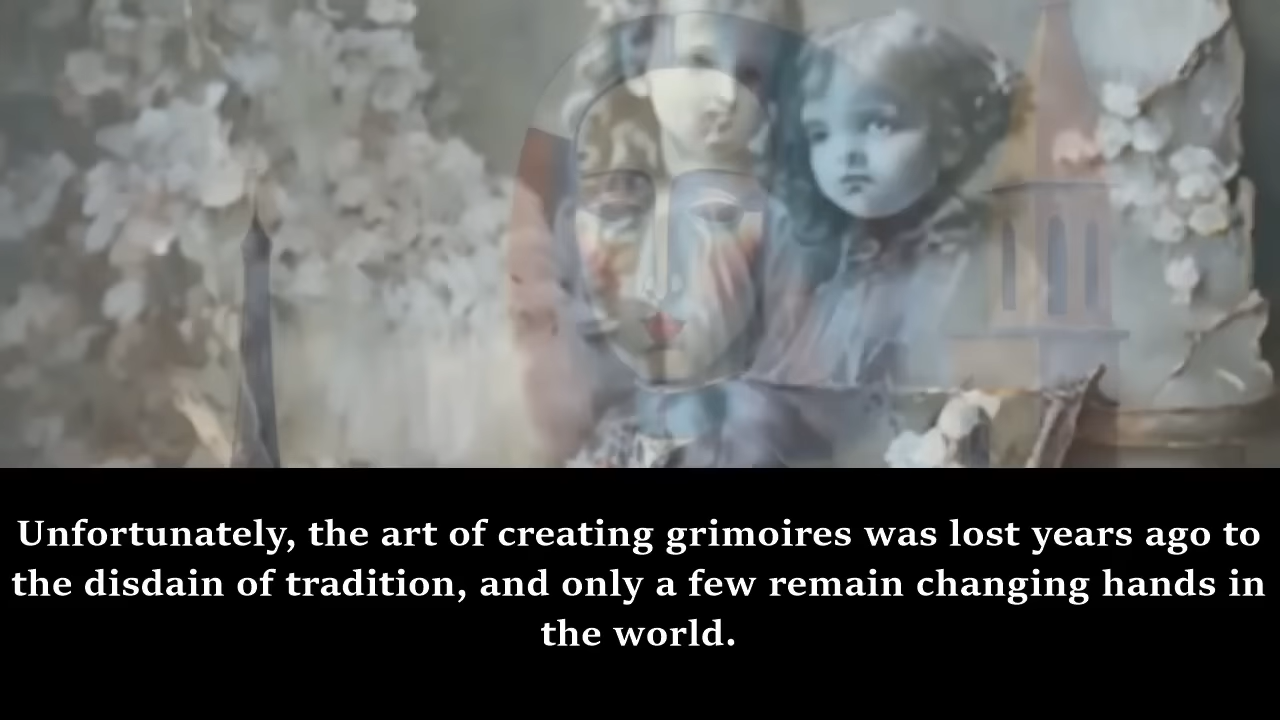 Unfortunately, the art of creating grimoires was lost years ago to
the disdain of tradition, and only a few remain changing hands in
the world.